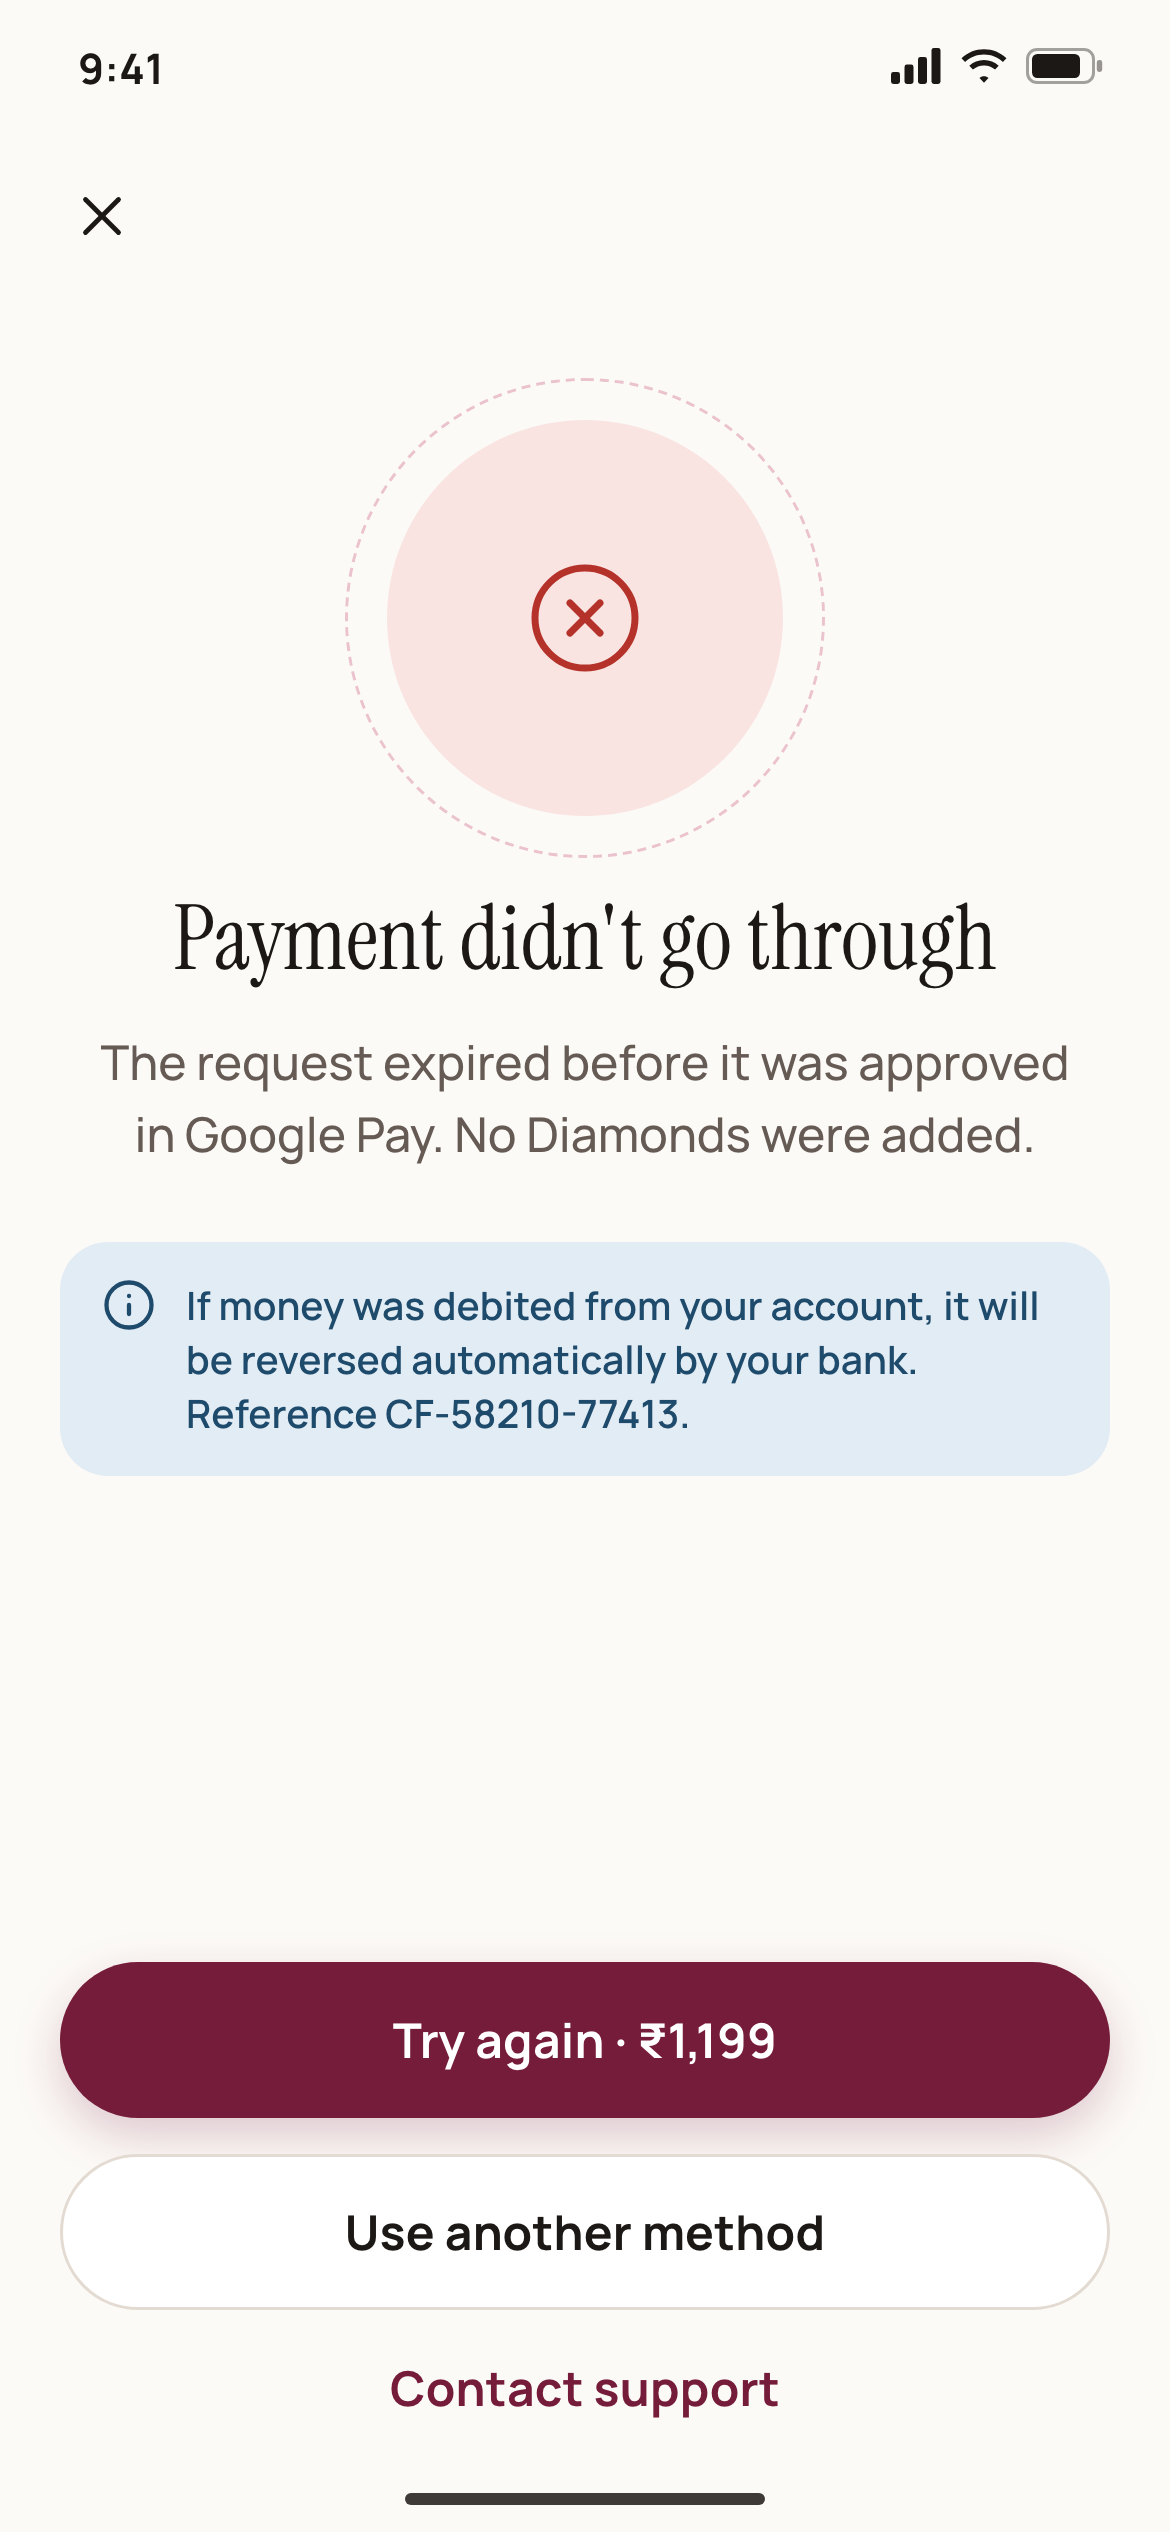 9:41
Payment didn't go through
The request expired before it was approved
in Google Pay. No Diamonds were added.
If money was debited from your account, it will
be reversed automatically by your bank.
Reference CF-58210-77413.
Try again · ₹1,199
Use another method
Contact support